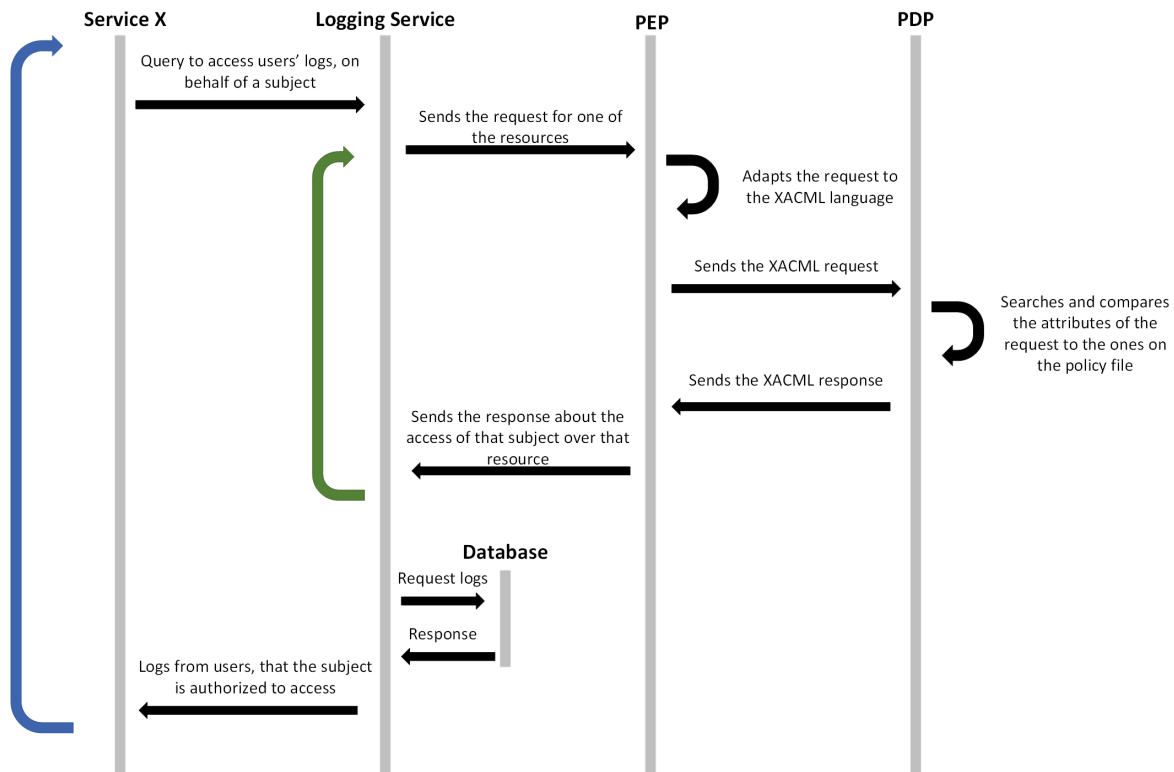 Service X
Logging Service
PEP
PDP
Query to access users’ logs, on
behalf of a subject
Sends the request for one of
the resources
Adapts the request to
the XACML language
Sends the XACML request
Searches and compares
the attributes of the
request to the ones on
the policy file
Sends the XACML response
Sends the response about the
access of that subject over that
resource
Database
Request logs
Response
Logs from users, that the subject
is authorized to access